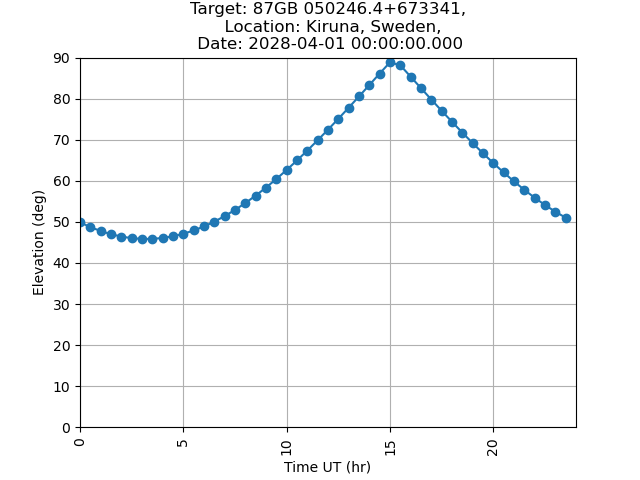 Target: 87GB 050246.4+673341,
Location: Kiruna, Sweden,
Date: 2028-04-01 00:00:00.000
90
80
70
60
50
40
30
20
10
0
Elevation (deg)
0 5 10 15 20
Time UT (hr)